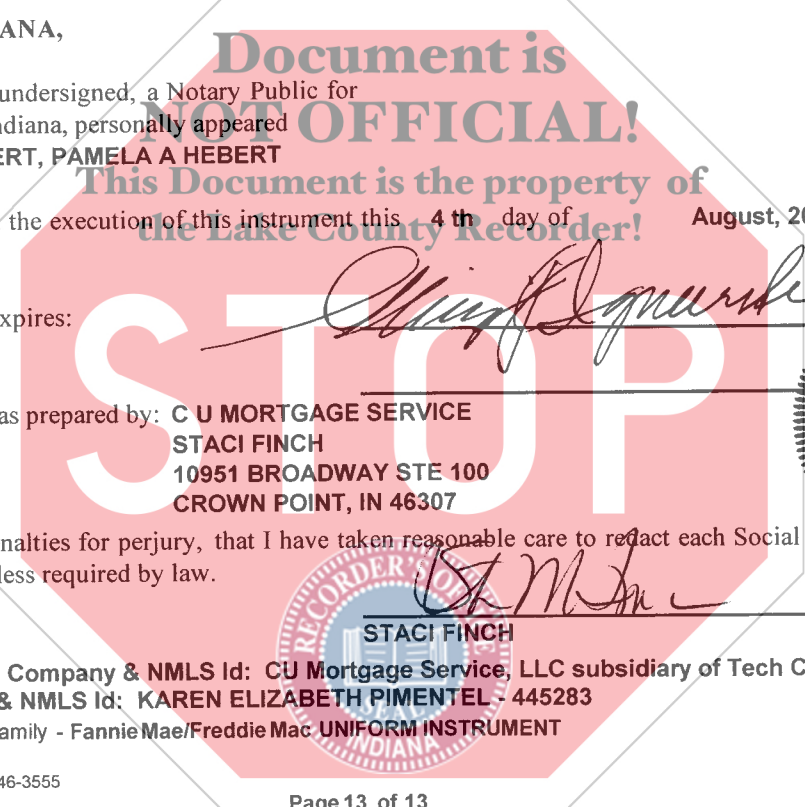 ANA,
Document is
undersigned, a Notary Public for
ndiana, personally appeared
NOT OFFICIAL!
ERT, PAMELA A HEBERT
This Document is the property of
the execution of this instrument this 4 th day of August, 20
the Lake County Recorder!
xpires:
STOP
as prepared by: C U MORTGAGE SERVICE
STACI FINCH
10951 BROADWAY STE 100
CROWN POINT, IN 46307
nalties for perjury, that I have taken reasonable care to redact each Social
less required by law.
RECORDER'S OFFICE
STACI FINCH
Company & NMLS Id: CU Mortgage Service, LLC subsidiary of Tech C
& NMLS Id: KAREN ELIZABETH PIMENTEL - 445283
SEAL
amily - Fannie Mae/Freddie Mac UNIFORM INSTRUMENT
INDIANA
46-3555
Page 13 of 13